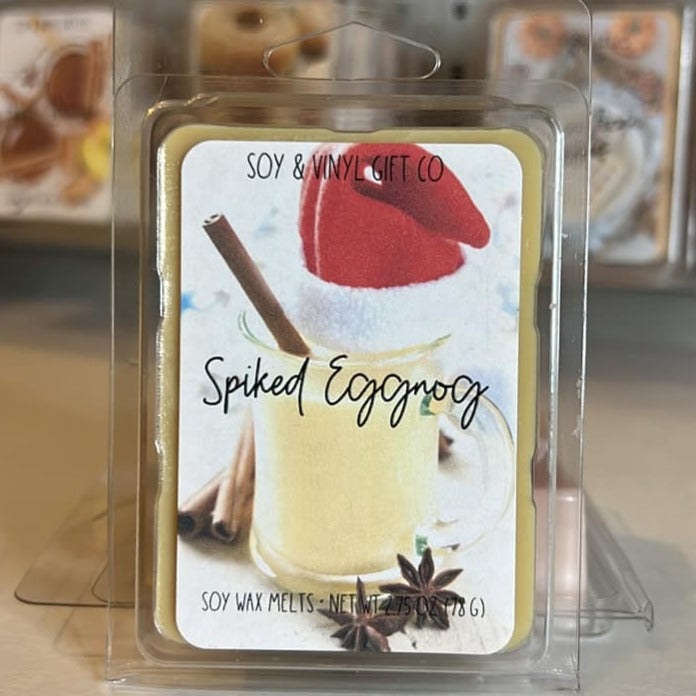 SOY & VINYL GIFT CO
Spiked Eggnog
SOY WAX MELTS • NET WT 2.75 OZ (78 G)